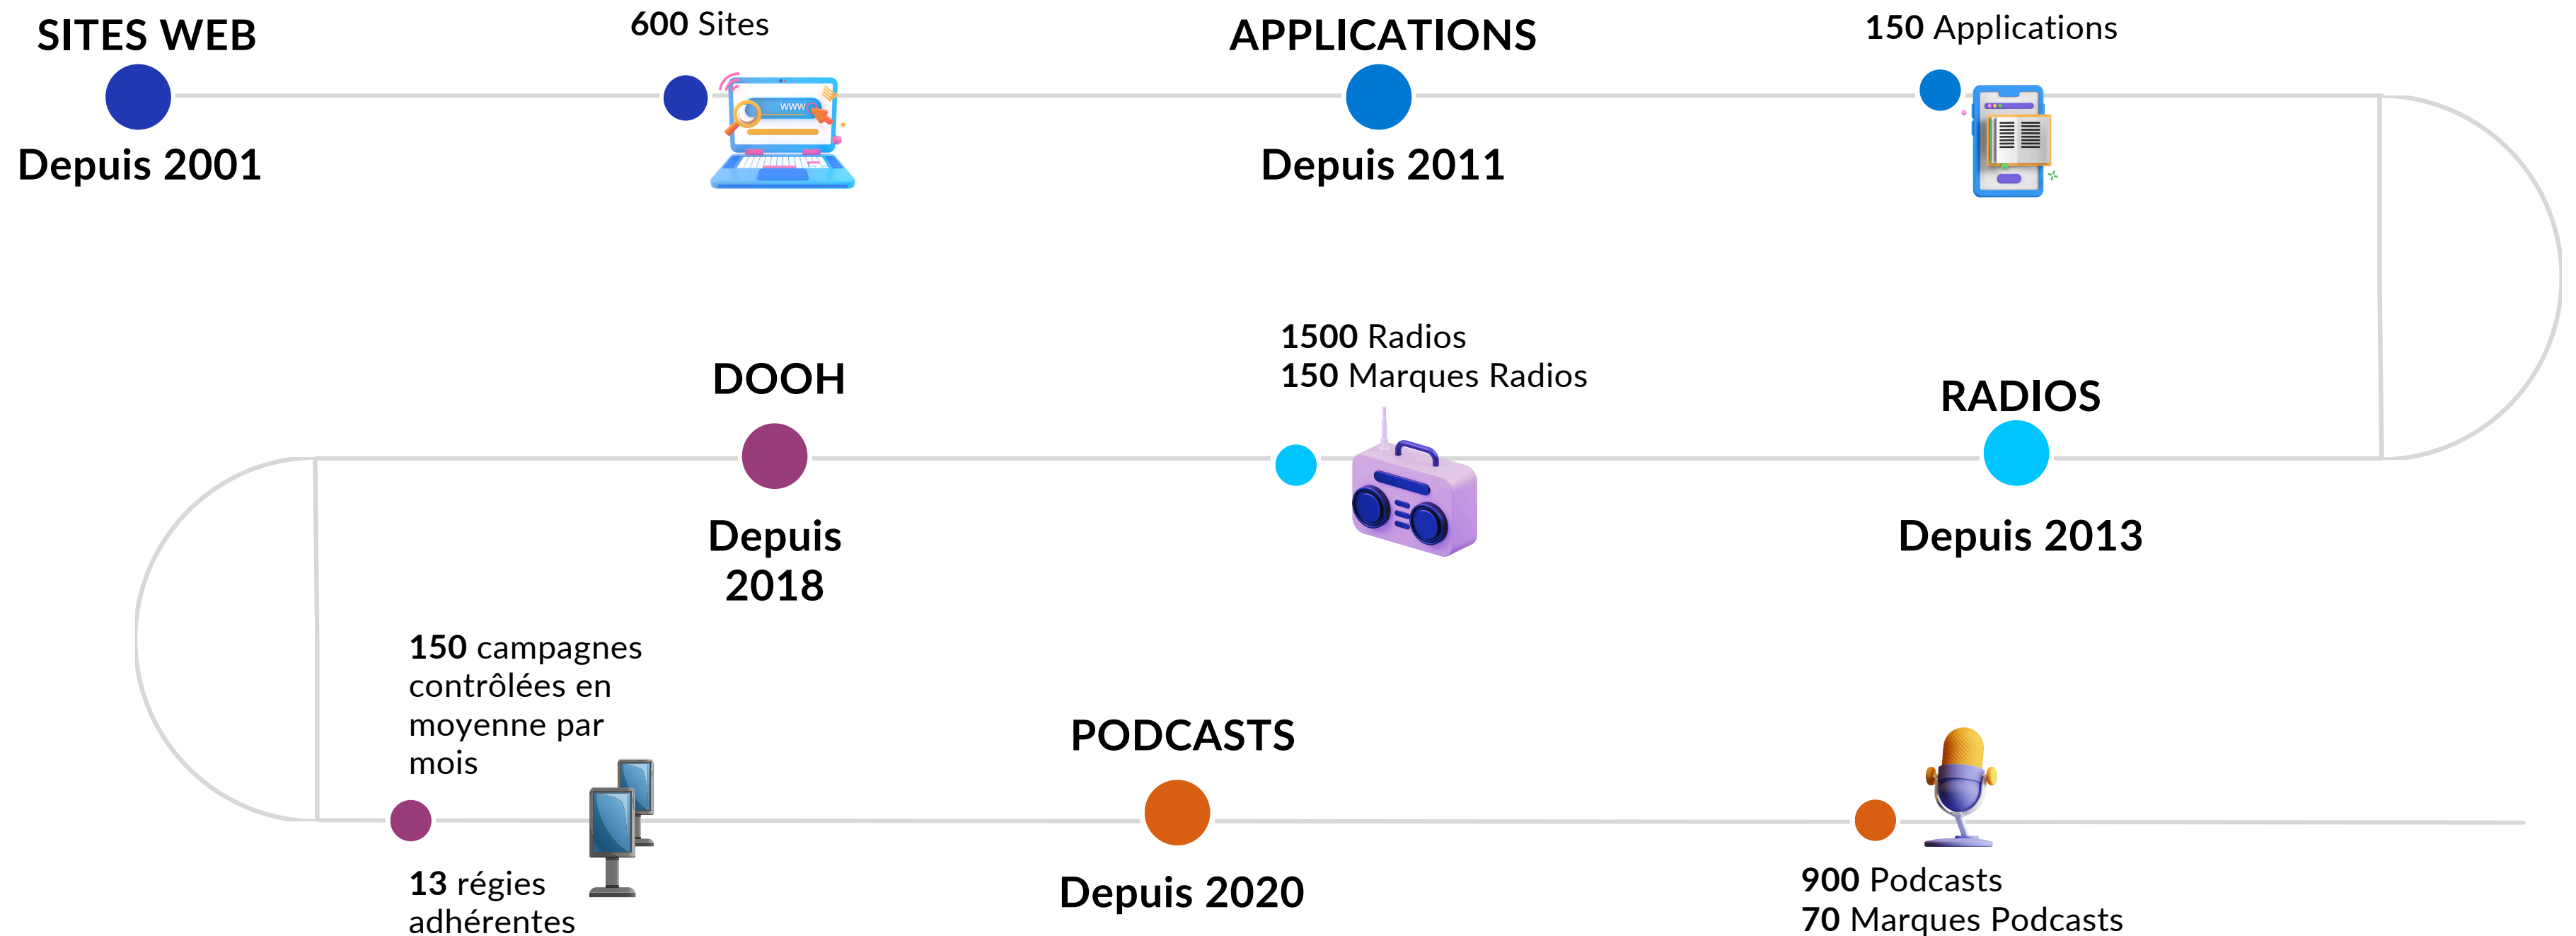 SITES WEB
Depuis 2001
600 Sites
www
APPLICATIONS
Depuis 2011
150 Applications
RADIOS
Depuis 2013
1500 Radios
150 Marques Radios
DOOH
Depuis
2018
150 campagnes
contrôlées en
moyenne par
mois
13 régies
adhérentes
PODCASTS
Depuis 2020
900 Podcasts
70 Marques Podcasts